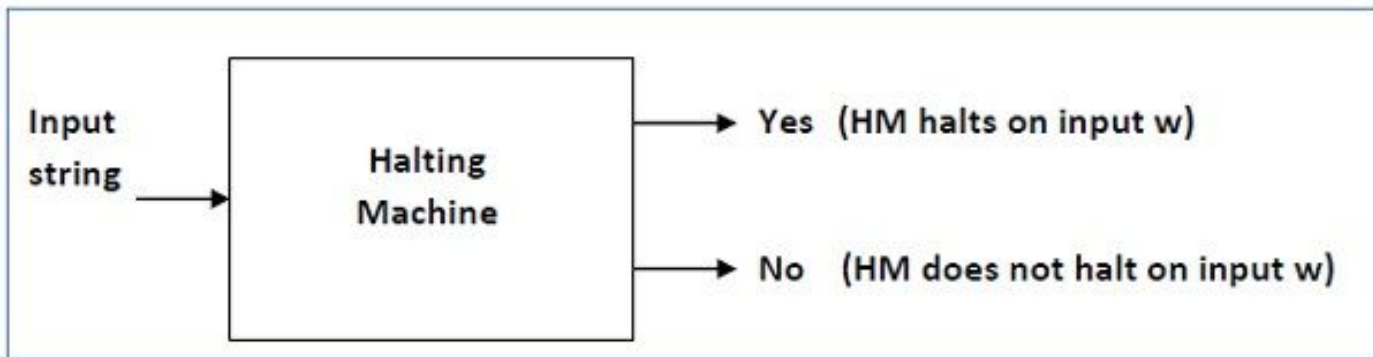 Input
string
Halting
Machine
Yes (HM halts on input w)
No (HM does not halt on input w)